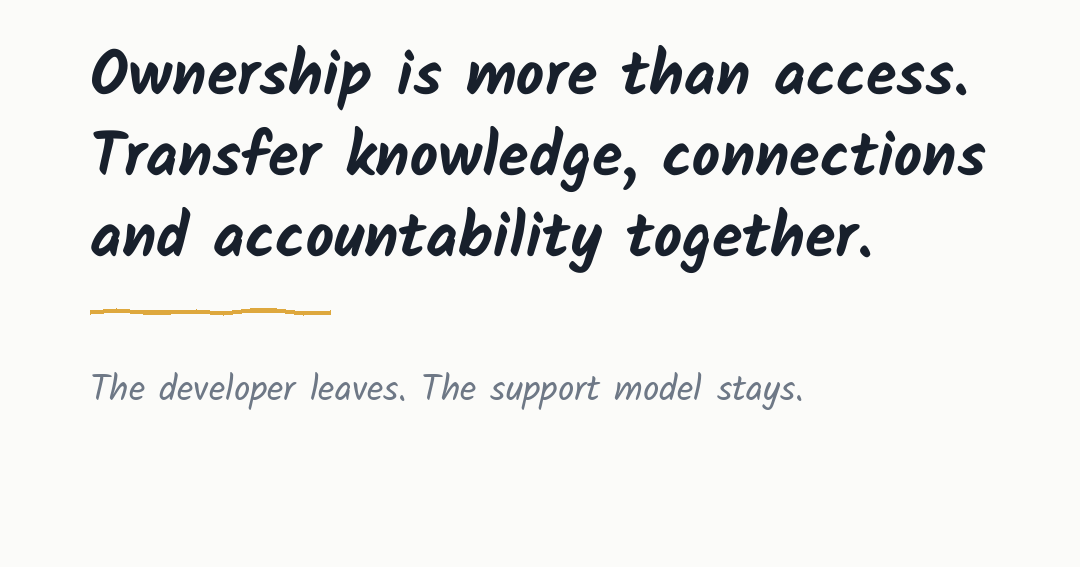 Ownership is more than access.
Transfer knowledge, connections
and accountability together.
The developer leaves. The support model stays.